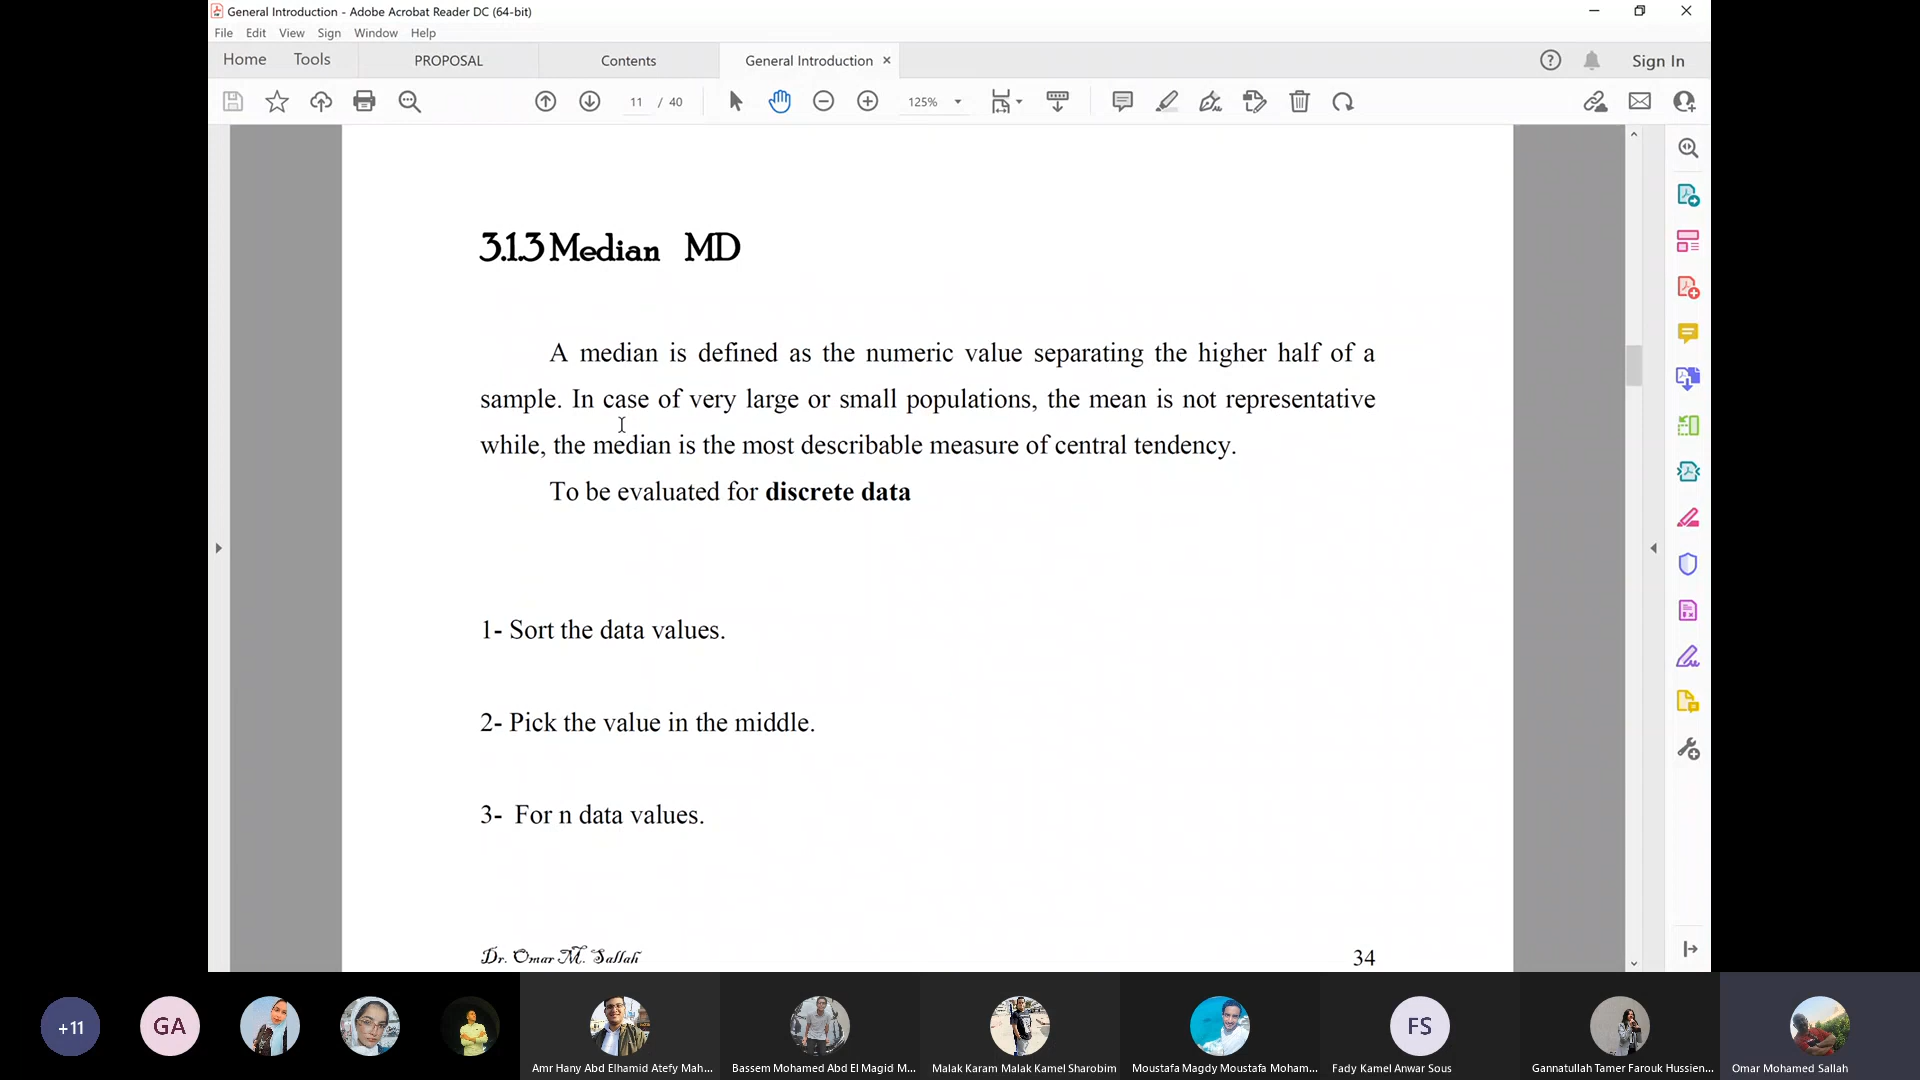 General Introduction - Adobe Acrobat Reader DC (64-bit)
File Edit View Sign Window Help
Home Tools PROPOSAL Contents General Introduction Sign In
11 / 40 125%
3.1.3 Median MD
A median is defined as the numeric value separating the higher half of a
sample. In case of very large or small populations, the mean is not representative
while, the median is the most describable measure of central tendency.
To be evaluated for discrete data
1- Sort the data values.
2- Pick the value in the middle.
3- For n data values.
Dr. Omar M. Sallah 34
+11 GA FS
Amr Hany Abd Elhamid Atefy Mah... Bassem Mohamed Abd El Magid M... Malak Karam Malak Kamel Sharobim Moustafa Magdy Moustafa Moham... Fady Kamel Anwar Sous Gannatullah Tamer Farouk Hussien... Omar Mohamed Sallah